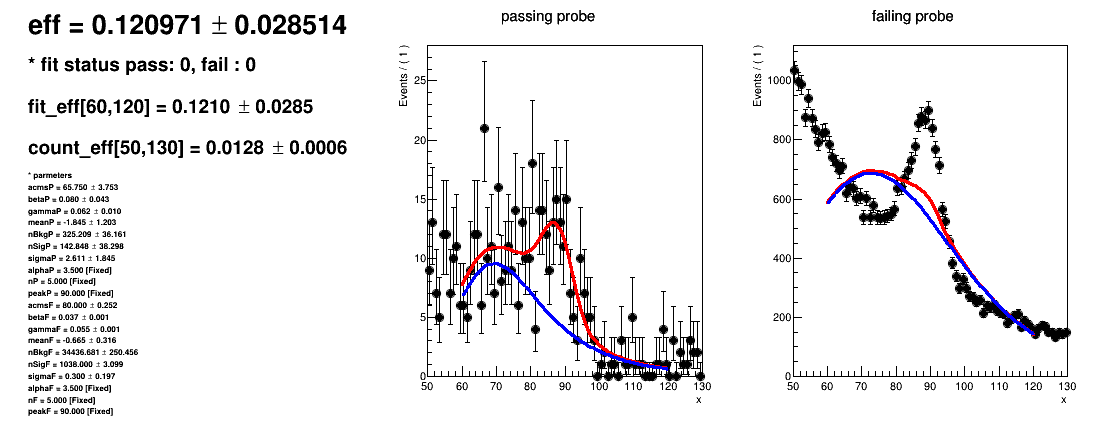 eff = 0.120971 ± 0.028514
* fit status pass: 0, fail : 0
fit_eff[60,120] = 0.1210 ± 0.0285
count_eff[50,130] = 0.0128 ± 0.0006
* parmeters
acmsP = 65.750 ± 3.753
betaP = 0.080 ± 0.043
gammaP = 0.062 ± 0.010
meanP = -1.845 ± 1.203
nBkgP = 325.209 ± 36.161
nSigP = 142.848 ± 38.298
sigmaP = 2.611 ± 1.845
alphaP = 3.500 [Fixed]
nP = 5.000 [Fixed]
peakP = 90.000 [Fixed]
acmsF = 80.000 ± 0.252
betaF = 0.037 ± 0.001
gammaF = 0.055 ± 0.001
meanF = -0.665 ± 0.316
nBkgF = 34436.681 ± 250.456
nSigF = 1038.000 ± 3.099
sigmaF = 0.300 ± 0.197
alphaF = 3.500 [Fixed]
nF = 5.000 [Fixed]
peakF = 90.000 [Fixed]
passing probe
Events / ( 1 )
25
20
15
10
5
0
50 60 70 80 90 100 110 120 130
x
failing probe
Events / ( 1 )
1000
800
600
400
200
0
50 60 70 80 90 100 110 120 130
x